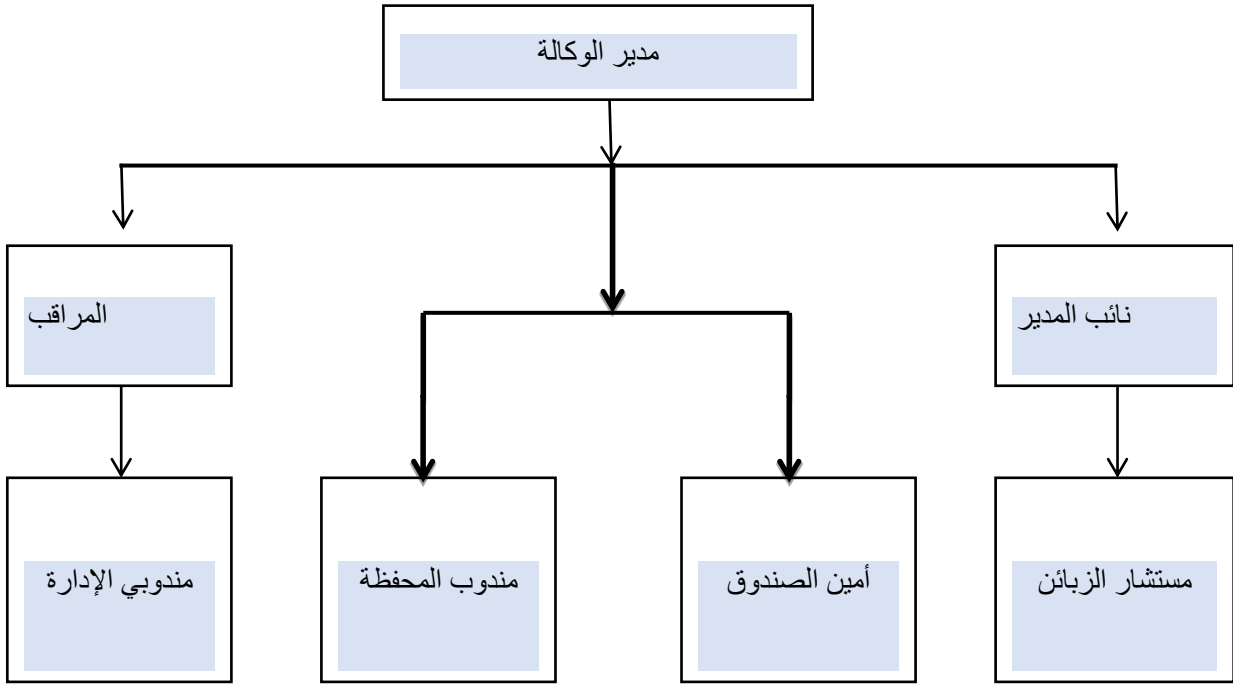 مدير الوكالة
نائب المدير
المراقب
مستشار الزبائن
أمين الصندوق
مندوب المحفظة
مندوبي الإدارة